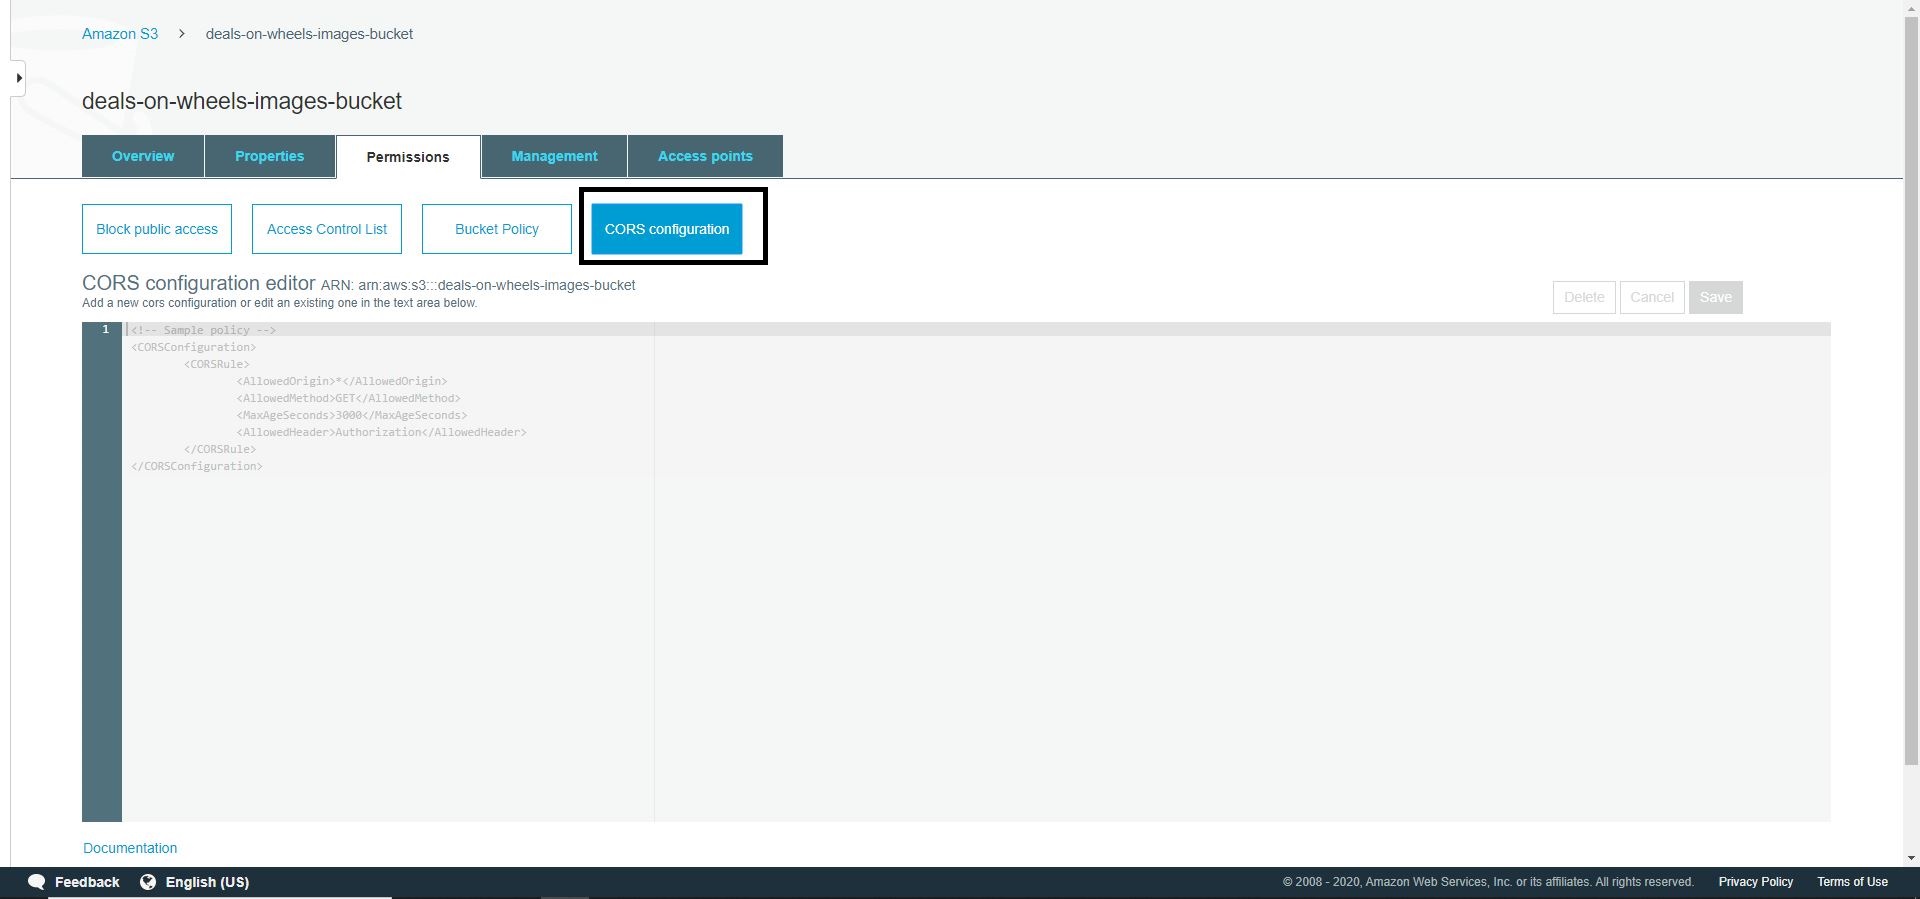 Amazon S3 > deals-on-wheels-images-bucket
deals-on-wheels-images-bucket
Overview Properties Permissions Management Access points
Block public access Access Control List Bucket Policy CORS configuration
CORS configuration editor ARN: arn:aws:s3:::deals-on-wheels-images-bucket
Add a new cors configuration or edit an existing one in the text area below.
Delete Cancel Save
1 <!-- Sample policy -->
<CORSConfiguration>
<CORSRule>
<AllowedOrigin>*</AllowedOrigin>
<AllowedMethod>GET</AllowedMethod>
<MaxAgeSeconds>3000</MaxAgeSeconds>
<AllowedHeader>Authorization</AllowedHeader>
</CORSRule>
</CORSConfiguration>
Documentation
Feedback English (US) © 2008 - 2020, Amazon Web Services, Inc. or its affiliates. All rights reserved. Privacy Policy Terms of Use